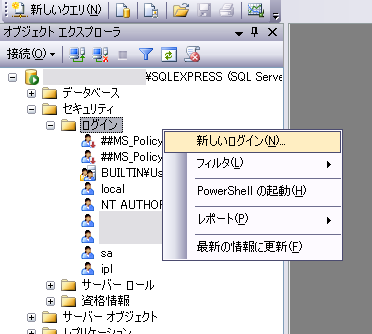 新しいクエリ(N)
オブジェクト エクスプローラ
接続(O)
¥SQLEXPRESS (SQL Serve
データベース
セキュリティ
ログイン
##MS_Policy
##MS_Policy
BUILTIN¥Us
local
NT AUTHOR
sa
ipl
サーバー ロール
資格情報
サーバー オブジェクト
レプリケーション
新しいログイン(N)...
フィルタ(L)
PowerShell の起動(H)
レポート(P)
最新の情報に更新(F)